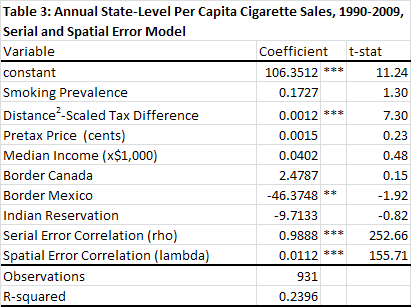 Table 3: Annual State-Level Per Capita Cigarette Sales, 1990-2009,
Serial and Spatial Error Model
Variable Coefficient t-stat
constant 106.3512 *** 11.24
Smoking Prevalence 0.1727 1.30
Distance²-Scaled Tax Difference 0.0012 *** 7.30
Pretax Price (cents) 0.0015 0.23
Median Income (x$1,000) 0.0402 0.48
Border Canada 2.4787 0.15
Border Mexico -46.3748 ** -1.92
Indian Reservation -9.7133 -0.82
Serial Error Correlation (rho) 0.9888 *** 252.66
Spatial Error Correlation (lambda) 0.0112 *** 155.71
Observations 931
R-squared 0.2396